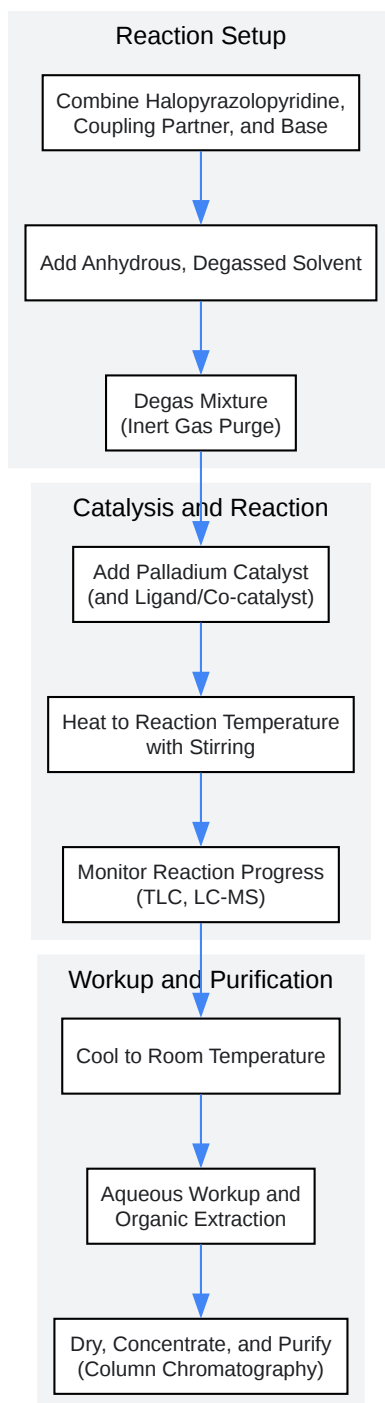 Reaction Setup
Combine Halopyrazolopyridine,
Coupling Partner, and Base
Add Anhydrous, Degassed Solvent
Degas Mixture
(Inert Gas Purge)
Catalysis and Reaction
Add Palladium Catalyst
(and Ligand/Co-catalyst)
Heat to Reaction Temperature
with Stirring
Monitor Reaction Progress
(TLC, LC-MS)
Workup and Purification
Cool to Room Temperature
Aqueous Workup and
Organic Extraction
Dry, Concentrate, and Purify
(Column Chromatography)